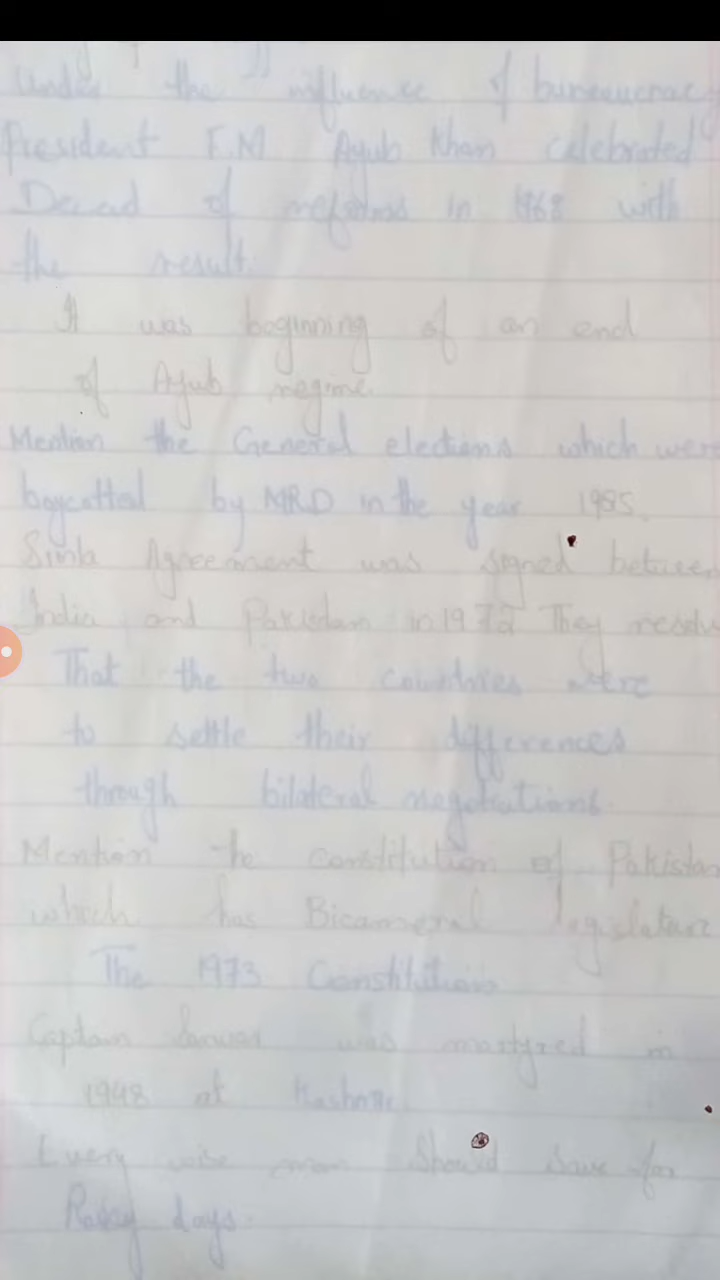 Under the influence of bureaucracy
President F.M Ayub Khan celebrated
Decad of reforms in 1968 with
the result.
It was beginning of an end
of Ayub regime.
Mention the General elections which were
boycotted by MRD in the year 1985.
Simla Agreement was signed between
India and Pakistan in 1972 They resolv
That the two countries were
to settle their differences
through bilateral negotiations.
Mention the constitution of Pakistan
which has Bicameral legislature
The 1973 Constitution
Captain Sarwar was martyred in
1948 at Kashmir
Every wise man should save for
Rainy days.